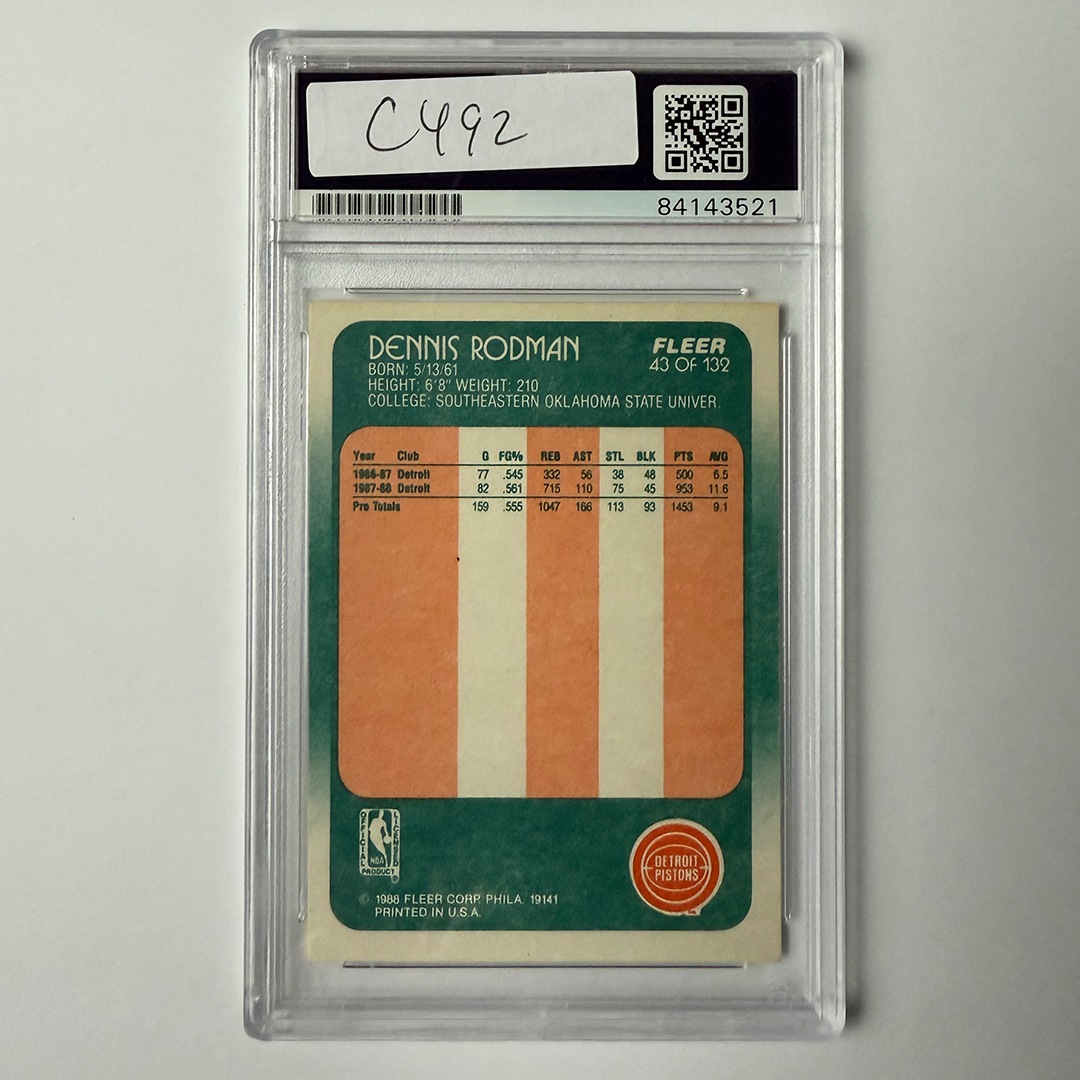 C492
84143521
DENNIS RODMAN
FLEER
43 OF 132
BORN: 5/13/61
HEIGHT: 6'8" WEIGHT: 210
COLLEGE: SOUTHEASTERN OKLAHOMA STATE UNIVER.
Year Club G FG% REB AST STL BLK PTS AVG
1986-87 Detroit 77 .545 332 56 38 48 500 6.5
1987-88 Detroit 82 .561 715 110 75 45 953 11.6
Pro Totals 159 .555 1047 166 113 93 1453 9.1
OFFICIAL LICENSED
NBA
PRODUCT ®
DETROIT
PISTONS
© 1988 FLEER CORP. PHILA. 19141
PRINTED IN U.S.A.